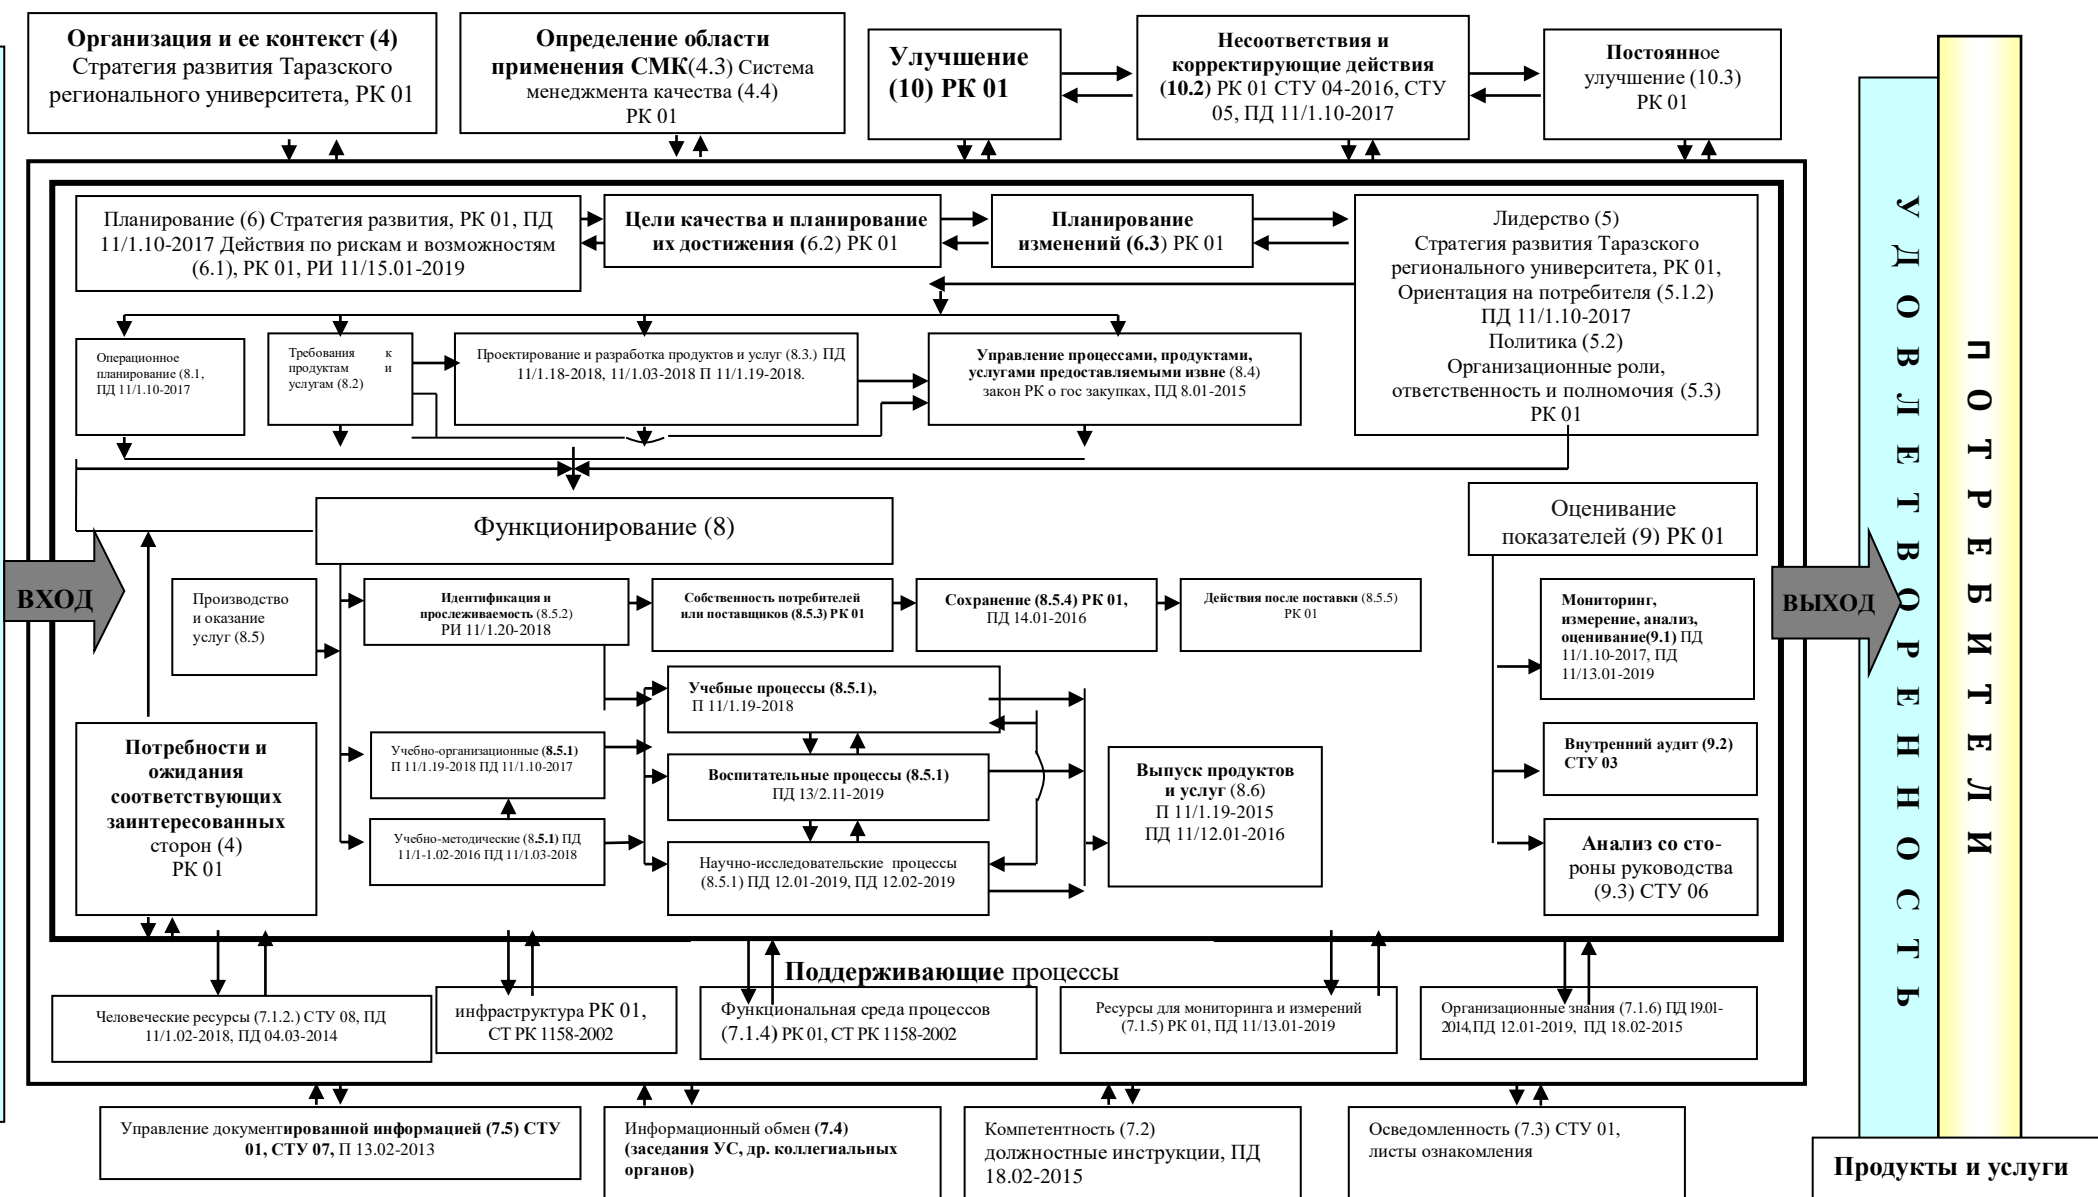 Организация и ее контекст (4)
Стратегия развития Таразского
регионального университета, РК 01
Определение области
применения СМК(4.3) Система
менеджмента качества (4.4)
РК 01
Улучшение
(10) РК 01
Несоответствия и
корректирующие действия
(10.2) РК 01 СТУ 04-2016, СТУ
05, ПД 11/1.10-2017
Постоянное
улучшение (10.3)
РК 01
Планирование (6) Стратегия развития, РК 01, ПД
11/1.10-2017 Действия по рискам и возможностям
(6.1), РК 01, РИ 11/15.01-2019
Цели качества и планирование
их достижения (6.2) РК 01
Планирование
изменений (6.3) РК 01
Лидерство (5)
Стратегия развития Таразского
регионального университета, РК 01,
Ориентация на потребителя (5.1.2)
ПД 11/1.10-2017
Политика (5.2)
Организационные роли,
ответственность и полномочия (5.3)
РК 01
Операционное
планирование (8.1,
ПД 11/1.10-2017
Требования к
продуктам и
услугам (8.2)
Проектирование и разработка продуктов и услуг (8.3.) ПД
11/1.18-2018, 11/1.03-2018 П 11/1.19-2018.
Управление процессами, продуктами,
услугами предоставляемыми извне (8.4)
закон РК о гос закупках, ПД 8.01-2015
Функционирование (8)
Оценивание
показателей (9) РК 01
ВХОД
Производство
и оказание
услуг (8.5)
Идентификация и
прослеживаемость (8.5.2)
РИ 11/1.20-2018
Собственность потребителей
или поставщиков (8.5.3) РК 01
Сохранение (8.5.4) РК 01,
ПД 14.01-2016
Действия после поставки (8.5.5)
РК 01
Мониторинг,
измерение, анализ,
оценивание(9.1) ПД
11/1.10-2017, ПД
11/13.01-2019
ВЫХОД
Потребности и
ожидания
соответствующих
заинтересованных
сторон (4)
РК 01
Учебно-организационные (8.5.1)
П 11/1.19-2018 ПД 11/1.10-2017
Учебно-методические (8.5.1) ПД
11/1-1.02-2016 ПД 11/1.03-2018
Учебные процессы (8.5.1),
П 11/1.19-2018
Воспитательные процессы (8.5.1)
ПД 13/2.11-2019
Научно-исследовательские процессы
(8.5.1) ПД 12.01-2019, ПД 12.02-2019
Выпуск продуктов
и услуг (8.6)
П 11/1.19-2015
ПД 11/12.01-2016
Внутренний аудит (9.2)
СТУ 03
Анализ со сто-
роны руководства
(9.3) СТУ 06
Поддерживающие процессы
Человеческие ресурсы (7.1.2.) СТУ 08, ПД
11/1.02-2018, ПД 04.03-2014
инфраструктура РК 01,
СТ РК 1158-2002
Функциональная среда процессов
(7.1.4) РК 01, СТ РК 1158-2002
Ресурсы для мониторинга и измерений
(7.1.5) РК 01, ПД 11/13.01-2019
Организационные знания (7.1.6) ПД 19.01-
2014,ПД 12.01-2019, ПД 18.02-2015
Управление документированной информацией (7.5) СТУ
01, СТУ 07, П 13.02-2013
Информационный обмен (7.4)
(заседания УС, др. коллегиальных
органов)
Компетентность (7.2)
должностные инструкции, ПД
18.02-2015
Осведомленность (7.3) СТУ 01,
листы ознакомления
УДОВЛЕТВОРЕННОСТЬ
ПОТРЕБИТЕЛИ
Продукты и услуги